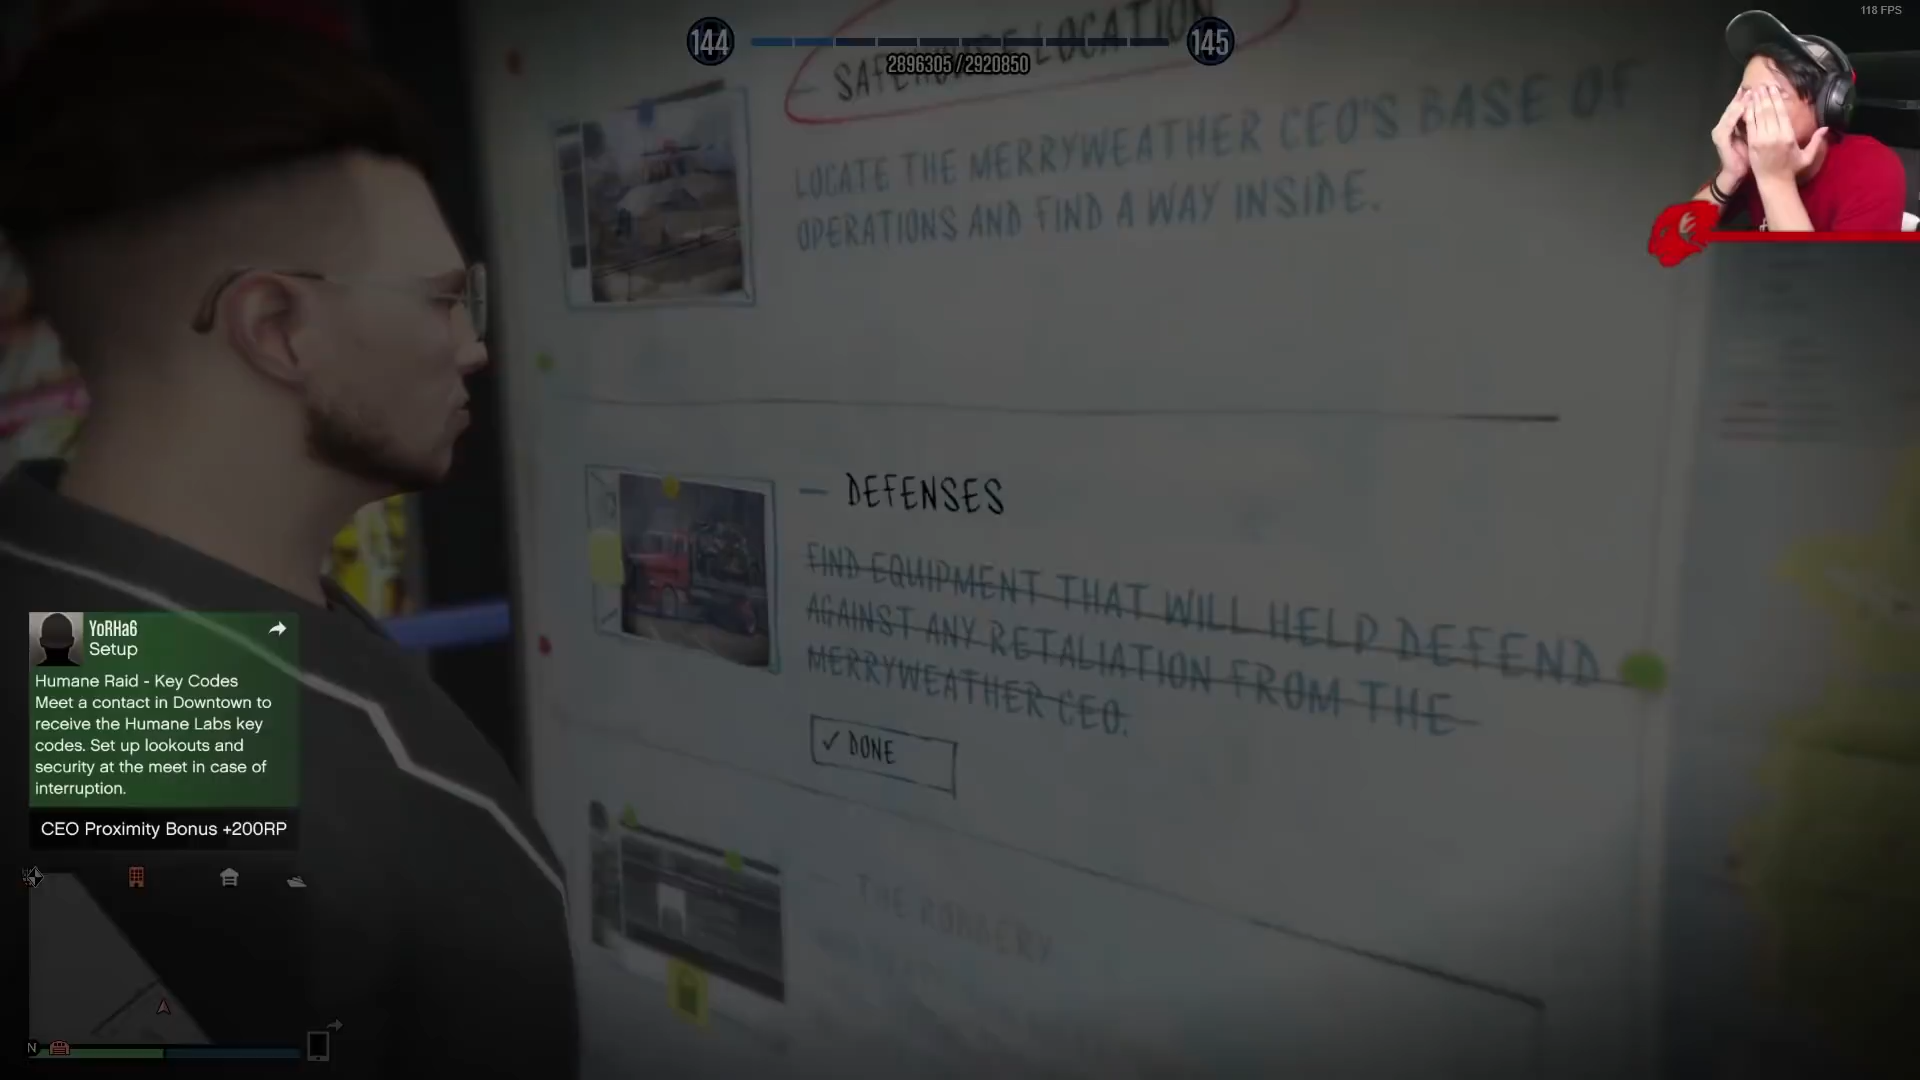 118 FPS
144
145
2896305 / 2920850
— SAFEHOUSE LOCATION
LOCATE THE MERRYWEATHER CEO'S BASE OF
OPERATIONS AND FIND A WAY INSIDE.
— DEFENSES
FIND EQUIPMENT THAT WILL HELP DEFEND
AGAINST ANY RETALIATION FROM THE
MERRYWEATHER CEO.
✓ DONE
THE ROBBERY
YoRHa6
Setup
Humane Raid - Key Codes
Meet a contact in Downtown to
receive the Humane Labs key
codes. Set up lookouts and
security at the meet in case of
interruption.
CEO Proximity Bonus +200RP
N